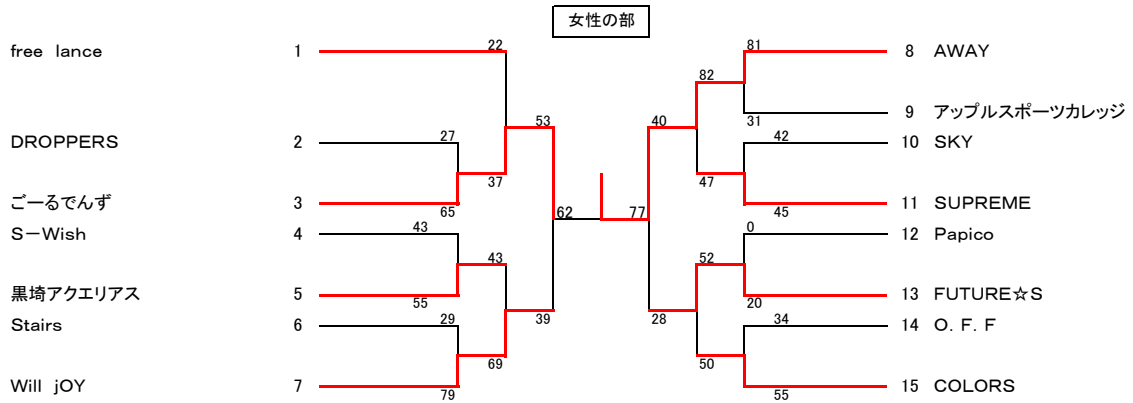 女性の部
free lance 1 22 81 8 AWAY
82
31 9 アップルスポーツカレッジ
53 40
DROPPERS 2 27 42 10 SKY
37 47
ごーるでんず 3 65 45 11 SUPREME
62 77
S－Wish 4 43 0 12 Papico
43 52
黒埼アクエリアス 5 55 20 13 FUTURE☆S
39 28
Stairs 6 29 34 14 O．F．F
69 50
Will jOY 7 79 55 15 COLORS